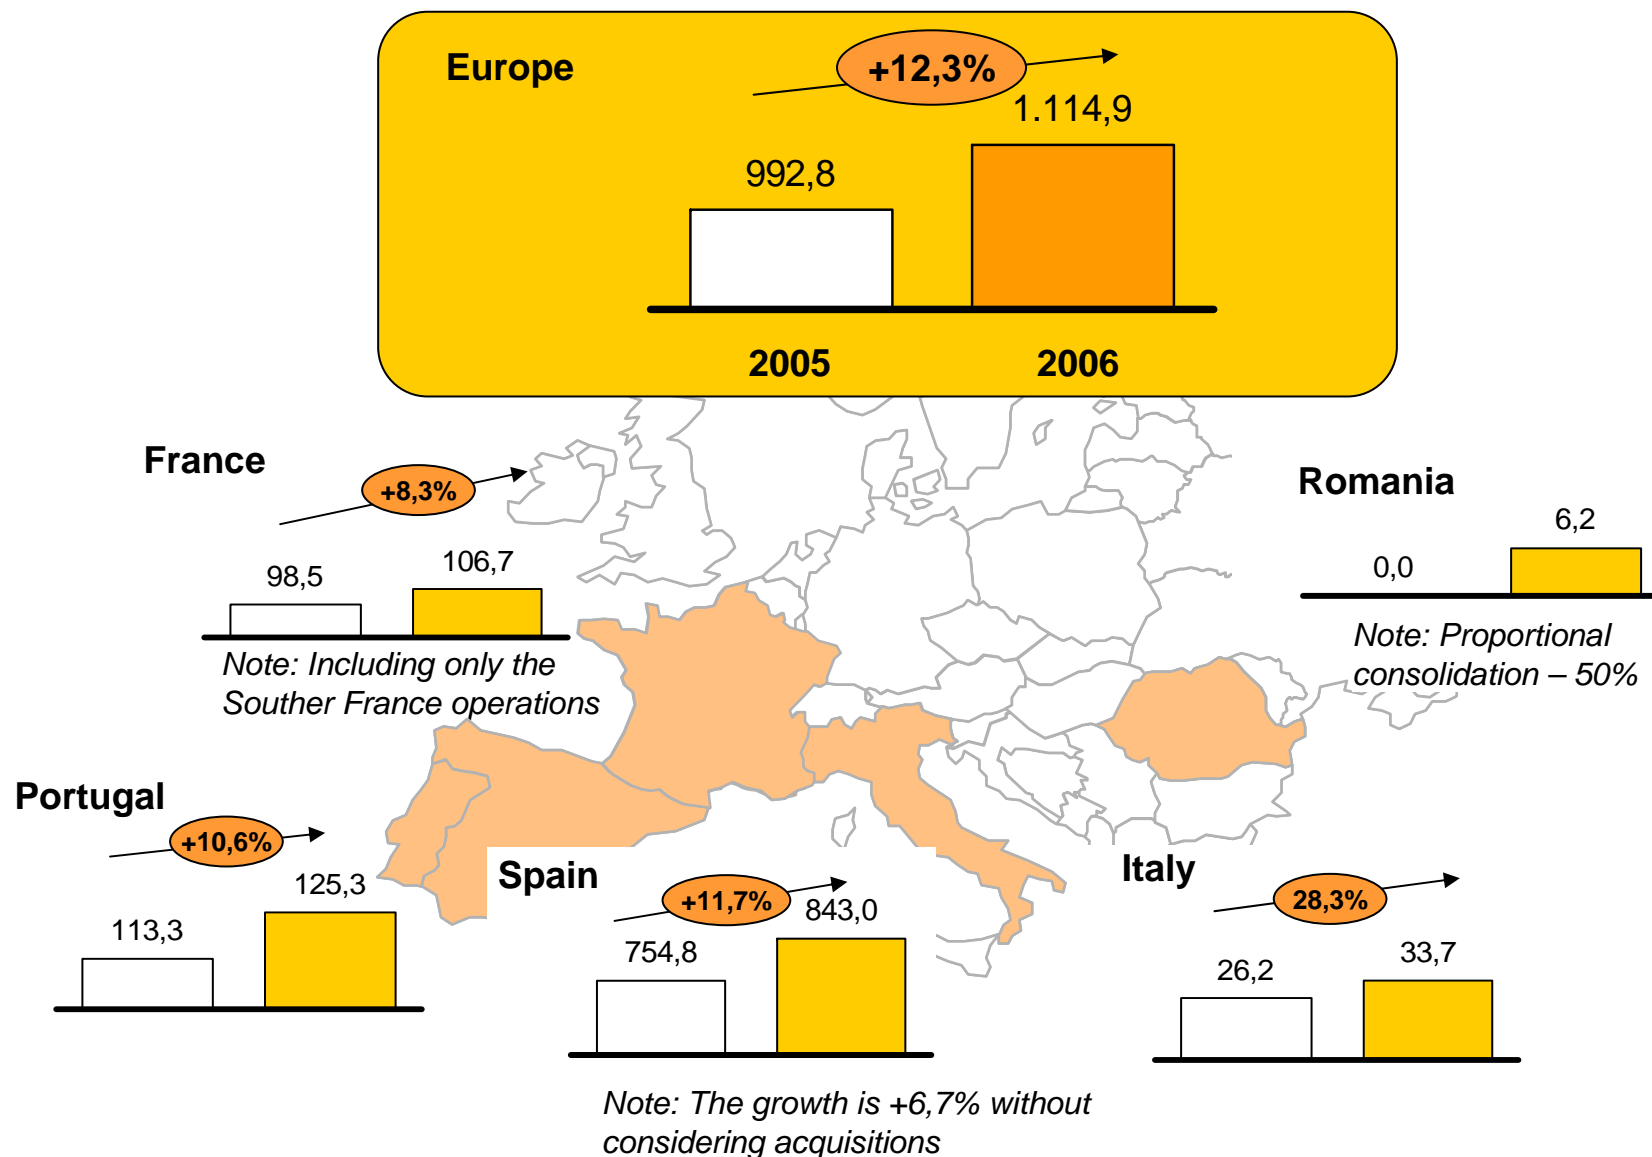 Europe
+12,3%
1.114,9
992,8
2005
2006
France
+8,3%
98,5
106,7
Note: Including only the
Souther France operations
Romania
6,2
0,0
Note: Proportional
consolidation – 50%
Portugal
+10,6%
125,3
113,3
Spain
+11,7%
843,0
754,8
Note: The growth is +6,7% without
considering acquisitions
Italy
28,3%
33,7
26,2